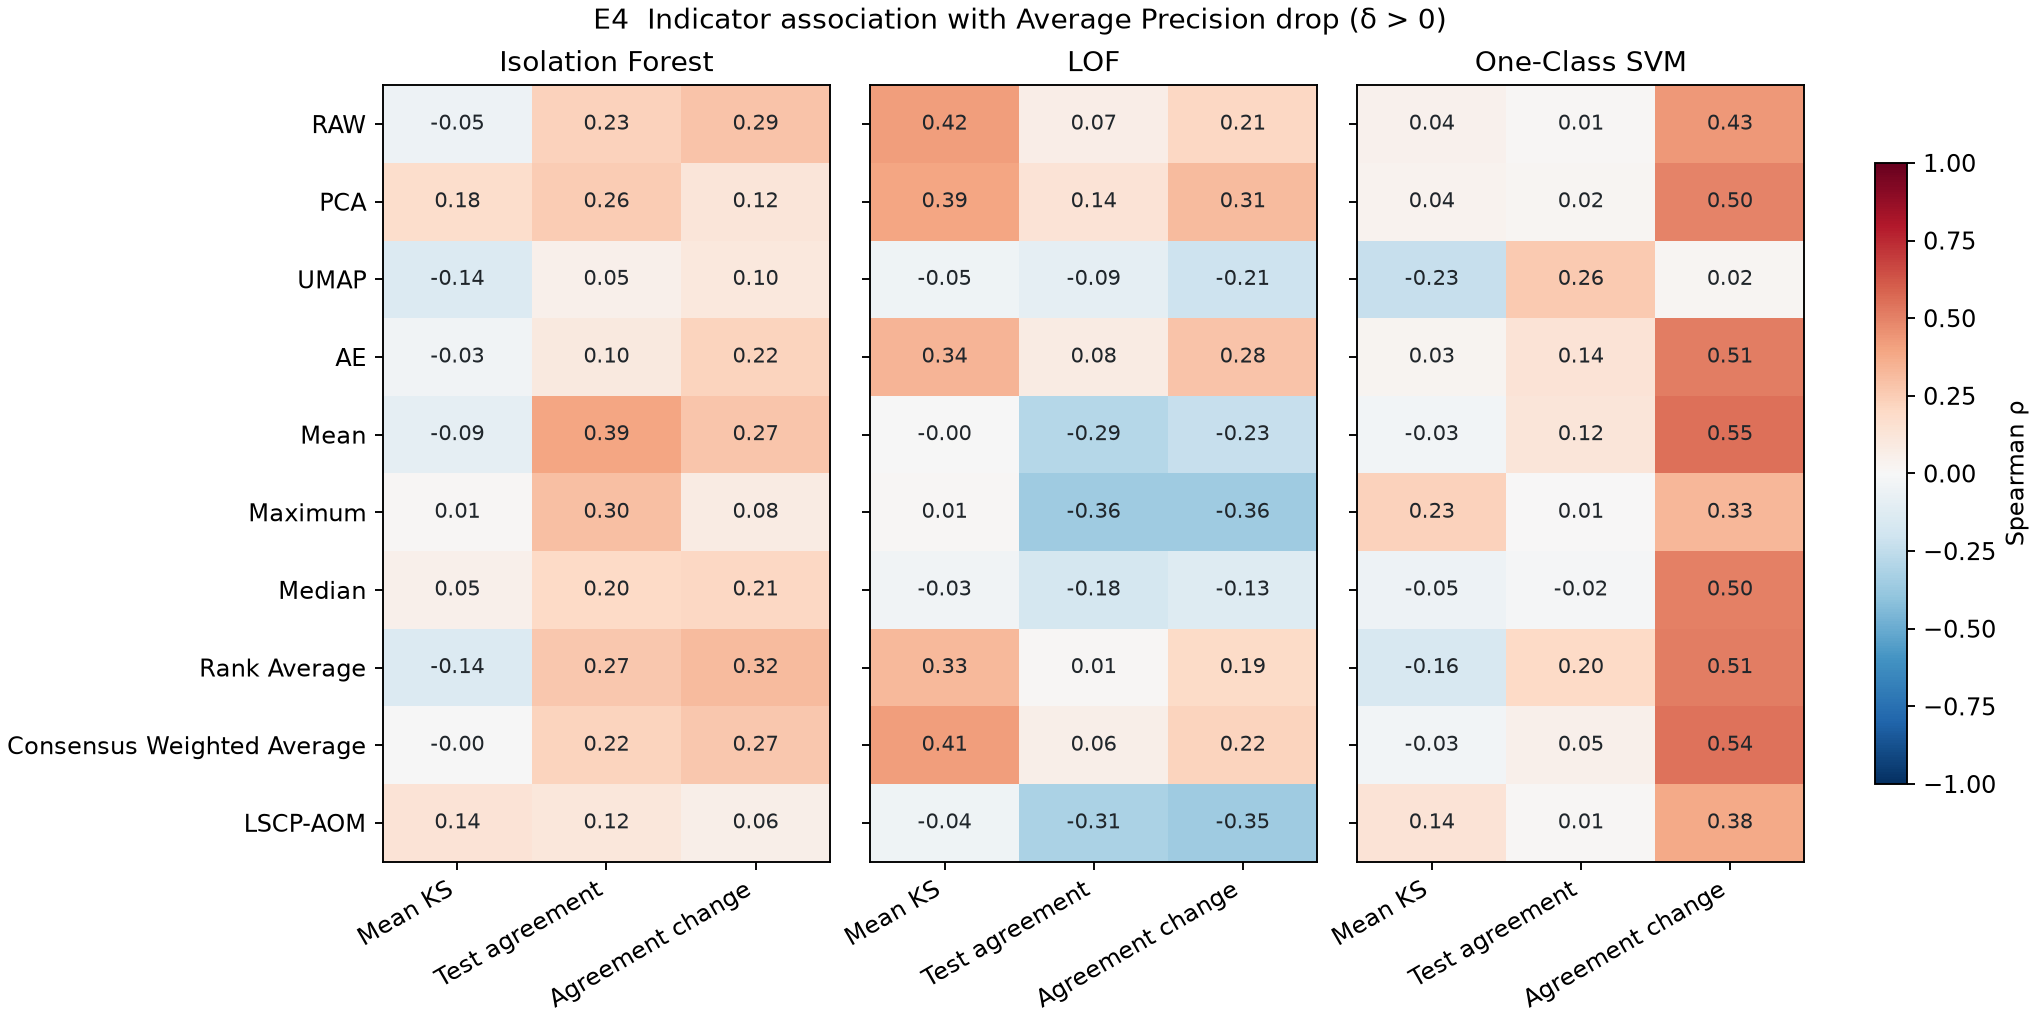 E4  Indicator association with Average Precision drop (δ > 0)
Isolation Forest LOF One-Class SVM
RAW -0.05 0.23 0.29 0.42 0.07 0.21 0.04 0.01 0.43
PCA 0.18 0.26 0.12 0.39 0.14 0.31 0.04 0.02 0.50
UMAP -0.14 0.05 0.10 -0.05 -0.09 -0.21 -0.23 0.26 0.02
AE -0.03 0.10 0.22 0.34 0.08 0.28 0.03 0.14 0.51
Mean -0.09 0.39 0.27 -0.00 -0.29 -0.23 -0.03 0.12 0.55
Maximum 0.01 0.30 0.08 0.01 -0.36 -0.36 0.23 0.01 0.33
Median 0.05 0.20 0.21 -0.03 -0.18 -0.13 -0.05 -0.02 0.50
Rank Average -0.14 0.27 0.32 0.33 0.01 0.19 -0.16 0.20 0.51
Consensus Weighted Average -0.00 0.22 0.27 0.41 0.06 0.22 -0.03 0.05 0.54
LSCP-AOM 0.14 0.12 0.06 -0.04 -0.31 -0.35 0.14 0.01 0.38
Mean KS Test agreement Agreement change Mean KS Test agreement Agreement change Mean KS Test agreement Agreement change
1.00
0.75
0.50
0.25
0.00
−0.25
−0.50
−0.75
−1.00
Spearman ρ